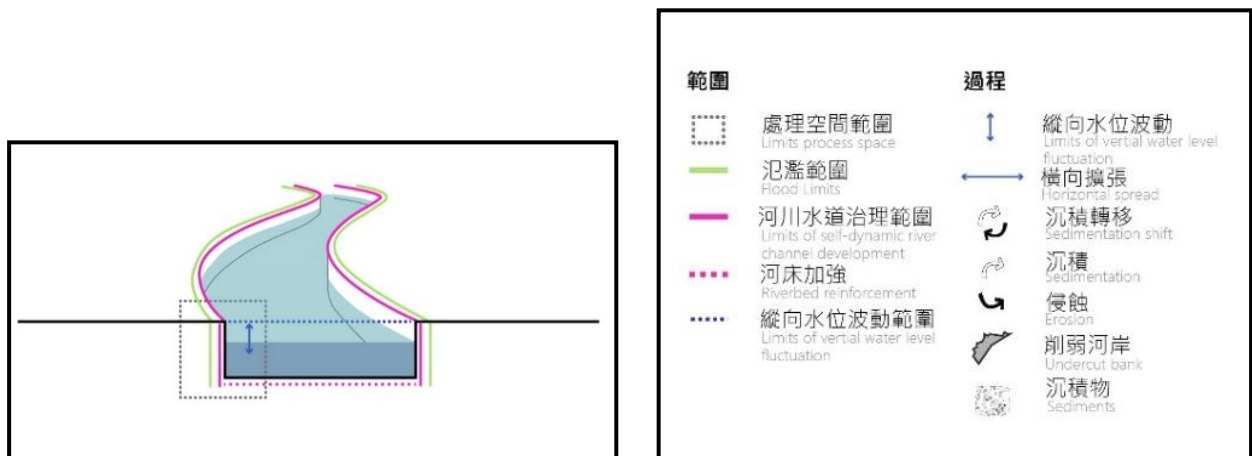 範圍
處理空間範圍
Limits process space
氾濫範圍
Flood Limits
河川水道治理範圍
Limits of self-dynamic river
channel development
河床加強
Riverbed reinforcement
縱向水位波動範圍
Limits of vertial water level
fluctuation
過程
縱向水位波動
Limits of vertial water level
fluctuation
橫向擴張
Horizontal spread
沉積轉移
Sedimentation shift
沉積
Sedimentation
侵蝕
Erosion
削弱河岸
Undercut bank
沉積物
Sediments